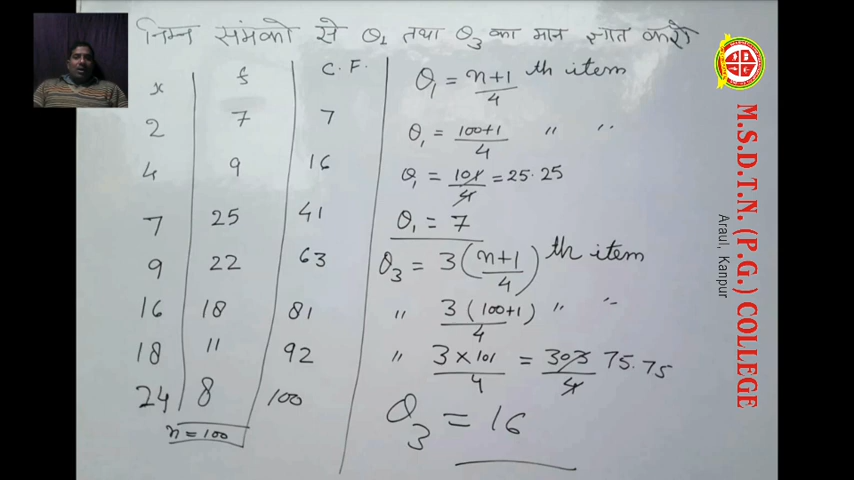 निम्न समंको से Q₁ तथा Q₃ का मान ज्ञात करो
x f C.F.
2 7 7
4 9 16
7 25 41
9 22 63
16 18 81
18 11 92
24 8 100
n = 100
Q₁ = n+1/4 th item
Q₁ = 100+1/4 " "
Q₁ = 101/4 = 25.25
Q₁ = 7
Q₃ = 3(n+1/4) th item
" 3(100+1)/4 " "
" 3×101/4 = 303/4 75.75
Q₃ = 16
M.S.D.T.N. (P.G.) COLLEGE
Araul, Kanpur